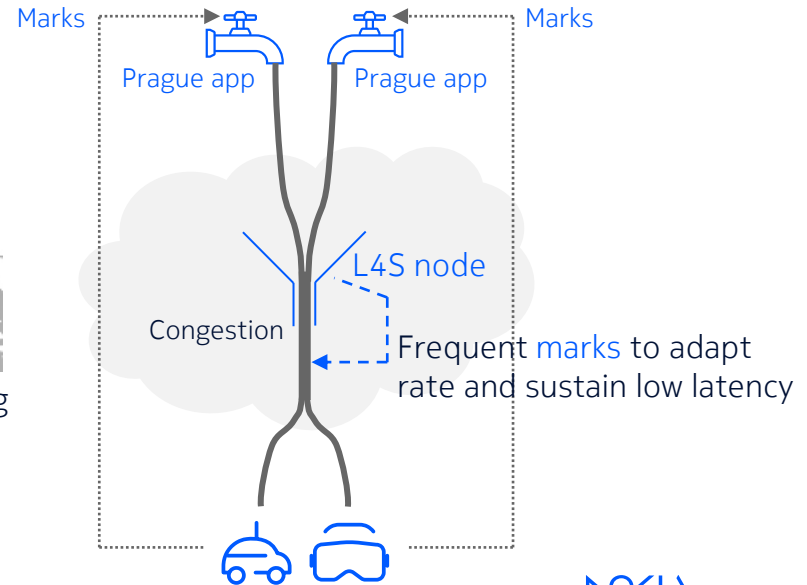 Marks
Marks
Prague app
Prague app
L4S node
Congestion
Frequent marks to adapt
rate and sustain low latency